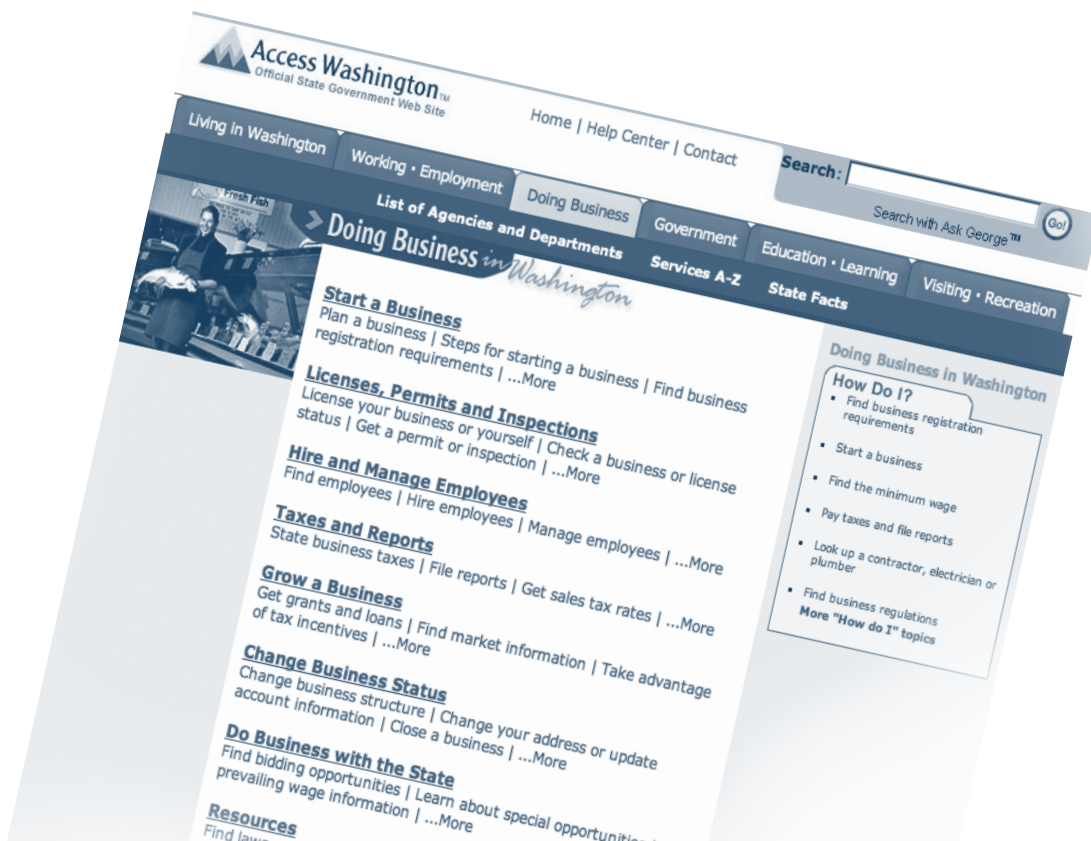 Access Washington™
Official State Government Web Site
Home | Help Center | Contact
Search:
Go!
Search with Ask George™
Living in Washington
Working • Employment
Doing Business
Government
Education • Learning
Visiting • Recreation
List of Agencies and Departments
Services A-Z
State Facts
Fresh Fish
Doing Business in Washington
Start a Business
Plan a business | Steps for starting a business | Find business
registration requirements | ...More
Licenses, Permits and Inspections
License your business or yourself | Check a business or license
status | Get a permit or inspection | ...More
Hire and Manage Employees
Find employees | Hire employees | Manage employees | ...More
Taxes and Reports
State business taxes | File reports | Get sales tax rates | ...More
Grow a Business
Get grants and loans | Find market information | Take advantage
of tax incentives | ...More
Change Business Status
Change business structure | Change your address or update
account information | Close a business | ...More
Do Business with the State
Find bidding opportunities | Learn about special
prevailing wage information | ...More
Resources
Find
Doing Business in Washington
How Do I?
▪ Find business registration
requirements
▪ Start a business
▪ Find the minimum wage
▪ Pay taxes and file reports
▪ Look up a contractor, electrician or
plumber
▪ Find business regulations
More "How do I" topics